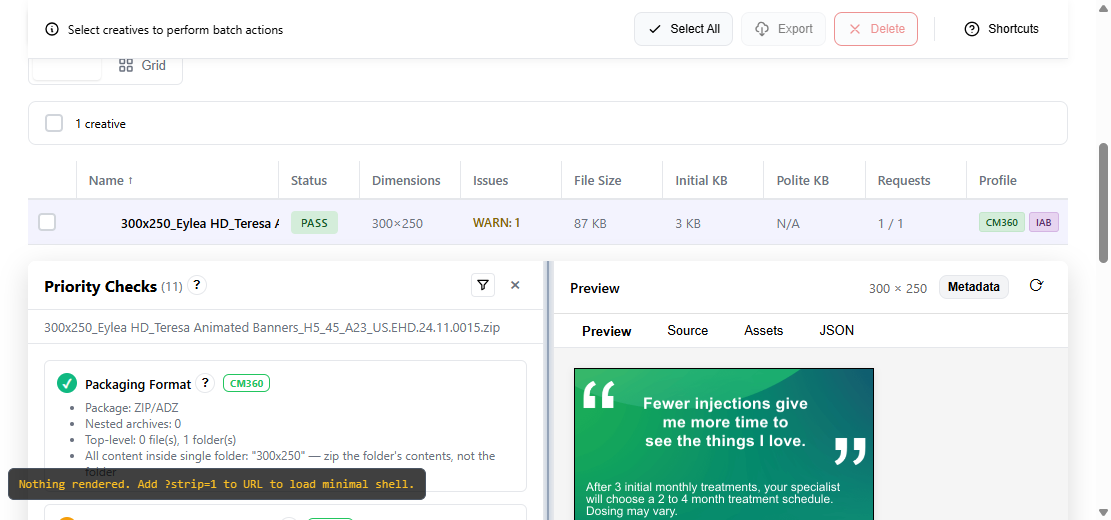 Select creatives to perform batch actions
Select All
Export
Delete
Shortcuts
Grid
1 creative
Name ↑ Status Dimensions Issues File Size Initial KB Polite KB Requests Profile
300x250_Eylea HD_Teresa A PASS 300×250 WARN: 1 87 KB 3 KB N/A 1 / 1 CM360 IAB
Priority Checks (11) ?
300x250_Eylea HD_Teresa Animated Banners_H5_45_A23_US.EHD.24.11.0015.zip
Packaging Format ? CM360
Package: ZIP/ADZ
Nested archives: 0
Top-level: 0 file(s), 1 folder(s)
All content inside single folder: "300x250" — zip the folder's contents, not the
folder
Nothing rendered. Add ?strip=1 to URL to load minimal shell.
Preview
300 × 250
Metadata
Preview Source Assets JSON
“
Fewer injections give
me more time to
see the things I love.
”
After 3 initial monthly treatments, your specialist
will choose a 2 to 4 month treatment schedule.
Dosing may vary.